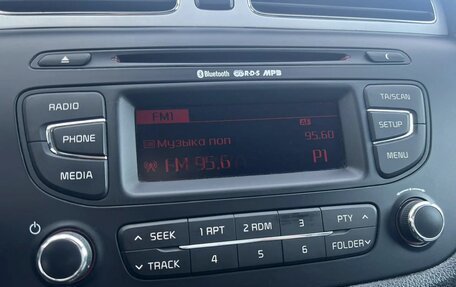 Bluetooth R·D·S MP3
RADIO
FM1
TA/SCAN
PHONE
Музыка поп 95.60
SETUP
MEDIA
FM 95.6 P1
MENU
SEEK 1 RPT 2 RDM 3 PTY
TRACK 4 5 6 FOLDER